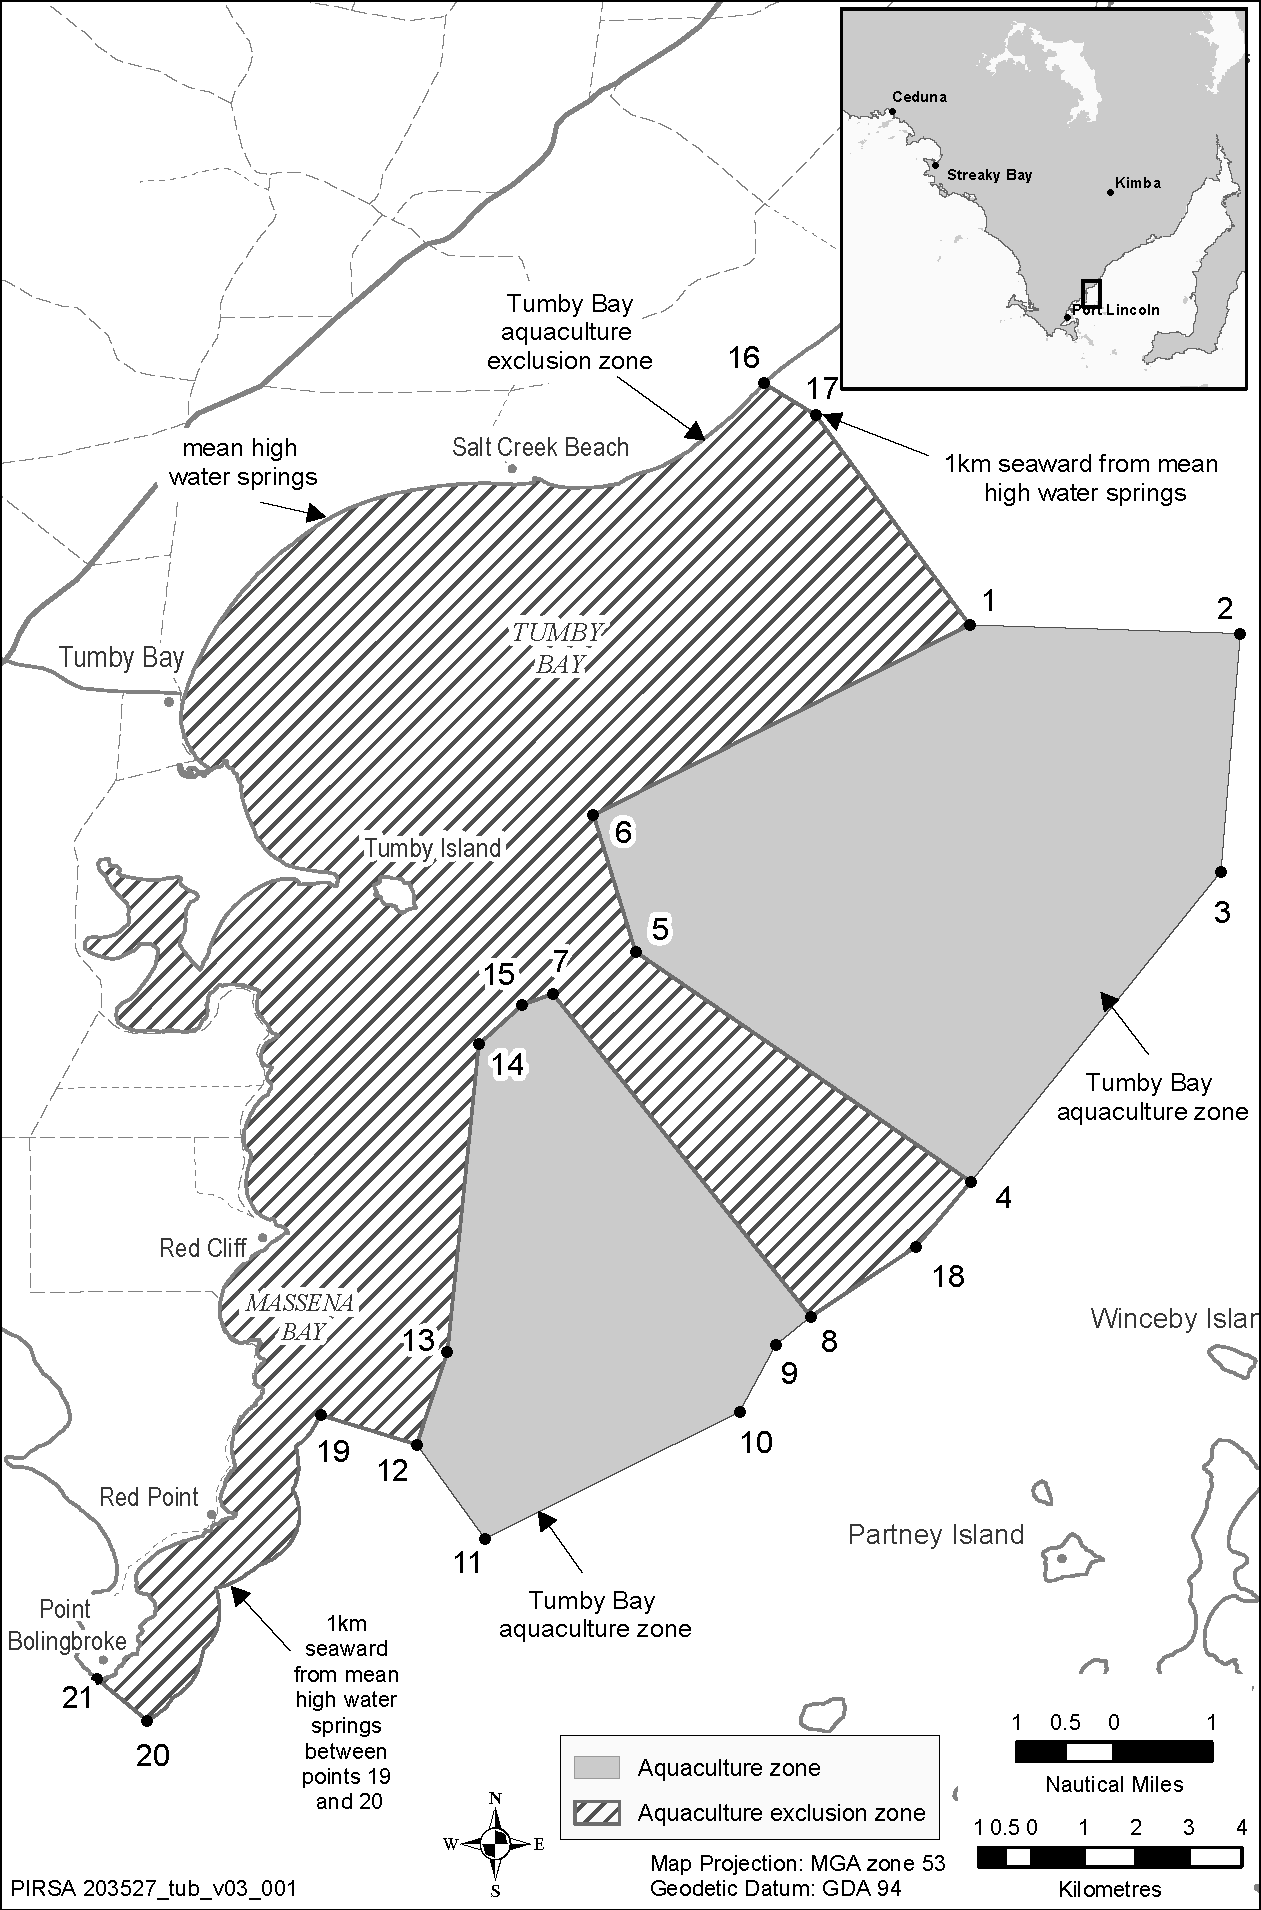 Ceduna
Streaky Bay
Kimba
Port Lincoln
Tumby Bay
aquaculture
exclusion zone
16
17
mean high
water springs
Salt Creek Beach
1km seaward from mean
high water springs
1
2
TUMBY
BAY
Tumby Bay
6
Tumby Island
3
5
7
15
14
Tumby Bay
aquaculture zone
4
18
Red Cliff
MASSENA
BAY
Winceby Islan
13
8
9
10
19
12
Red Point
Partney Island
11
Tumby Bay
aquaculture zone
Point
Bolingbroke
1km
seaward
from mean
high water
springs
between
points 19
and 20
21
20
1 0.5 0 1
Nautical Miles
Aquaculture zone
Aquaculture exclusion zone
N
W E
S
1 0.5 0 1 2 3 4
Kilometres
Map Projection: MGA zone 53
Geodetic Datum: GDA 94
PIRSA 203527_tub_v03_001